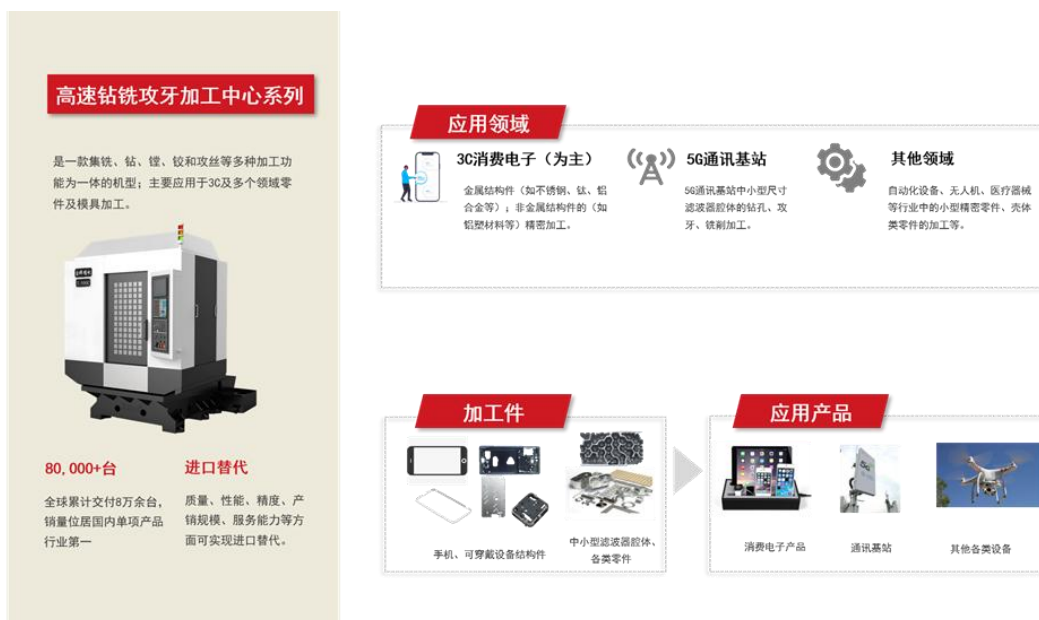 高速钻铣攻牙加工中心系列
是一款集铣、钻、镗、铰和攻丝等多种加工功
能为一体的机型；主要应用于3C及多个领域零
件及模具加工。
80,000+台
全球累计交付8万余台，
销量位居国内单项产品
行业第一
进口替代
质量、性能、精度、产
销规模、服务能力等方
面可实现进口替代。
应用领域
3C消费电子（为主）
金属结构件（如不锈钢、钛、铝
合金等）；非金属结构件的（如
铝塑材料等）精密加工。
5G通讯基站
5G通讯基站中小型尺寸
滤波器腔体的钻孔、攻
牙、铣削加工。
其他领域
自动化设备、无人机、医疗器械
等行业中的小型精密零件、壳体
类零件的加工等。
加工件
手机、可穿戴设备结构件
中小型滤波器腔体、
各类零件
应用产品
5G
消费电子产品
通讯基站
其他各类设备